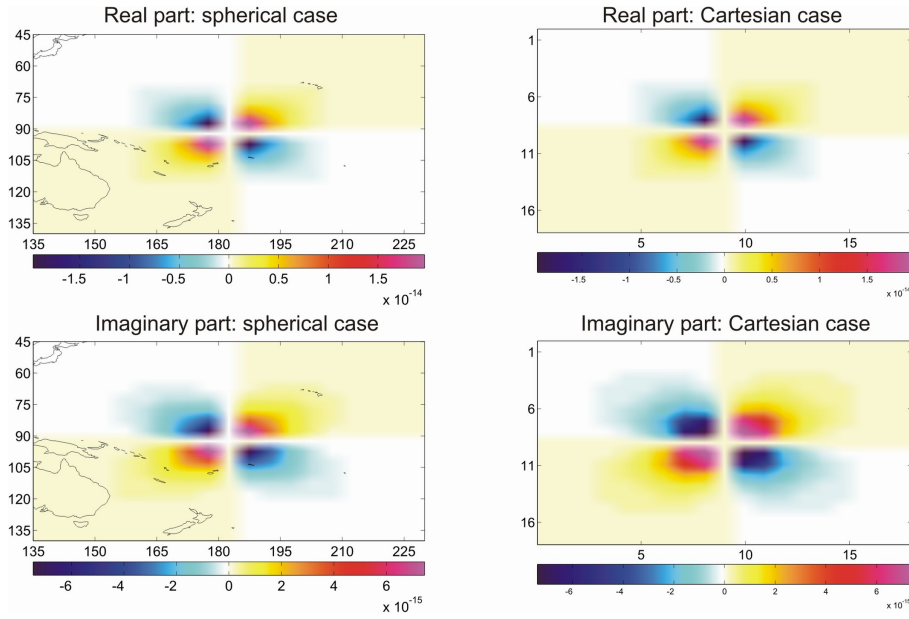 Real part: spherical case
45
60
75
90
105
120
135
135 150 165 180 195 210 225
-1.5 -1 -0.5 0 0.5 1 1.5
x 10-14
Real part: Cartesian case
1
6
11
16
5 10 15
-1.5 -1 -0.5 0 0.5 1 1.5
x 10-14
Imaginary part: spherical case
45
60
75
90
105
120
135
135 150 165 180 195 210 225
-6 -4 -2 0 2 4 6
x 10-15
Imaginary part: Cartesian case
1
6
11
16
5 10 15
-6 -4 -2 0 2 4 6
x 10-15